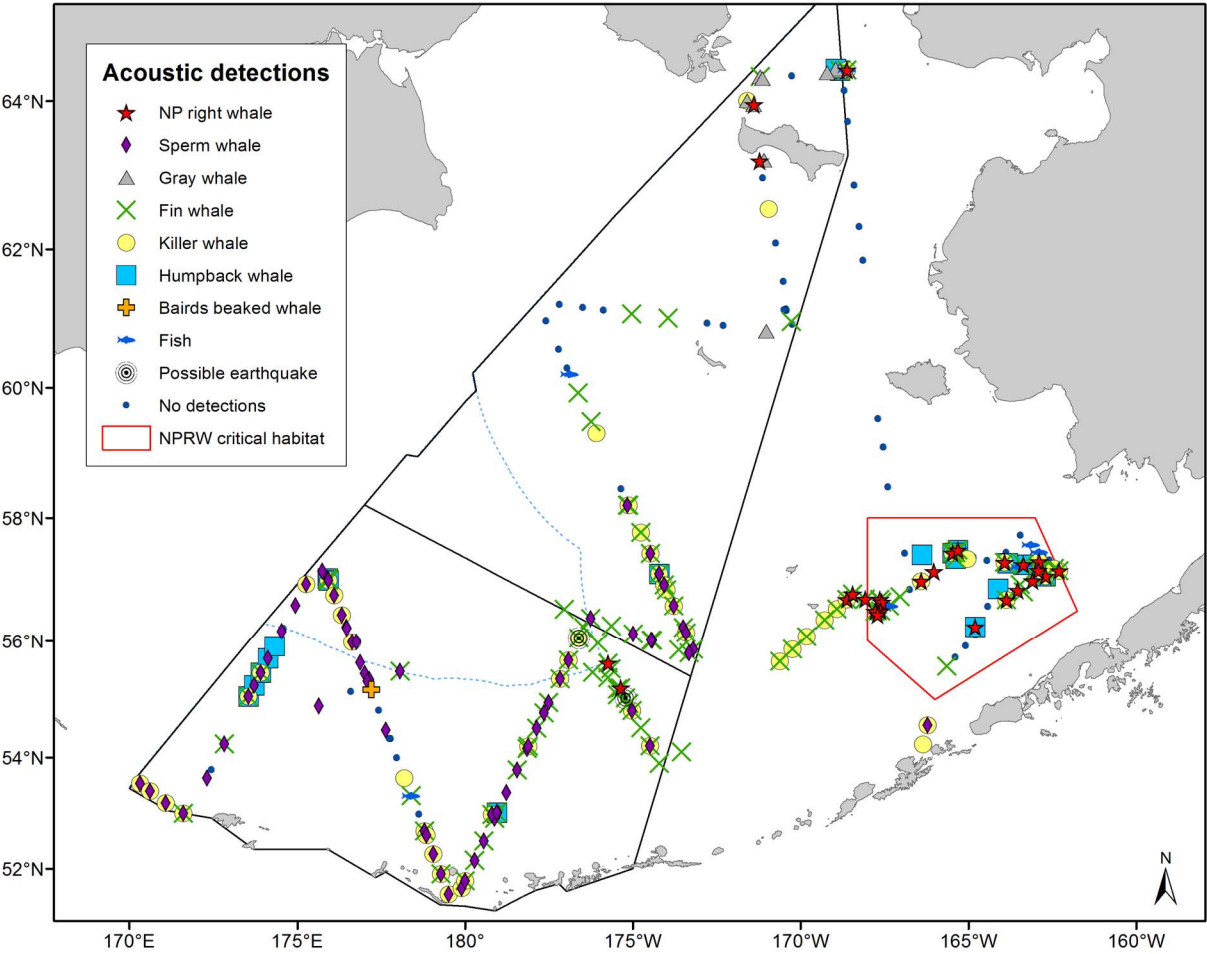 Acoustic detections
NP right whale
Sperm whale
Gray whale
Fin whale
Killer whale
Humpback whale
Bairds beaked whale
Fish
Possible earthquake
No detections
NPRW critical habitat
64°N
62°N
60°N
58°N
56°N
54°N
52°N
N
170°E
175°E
180°
175°W
170°W
165°W
160°W